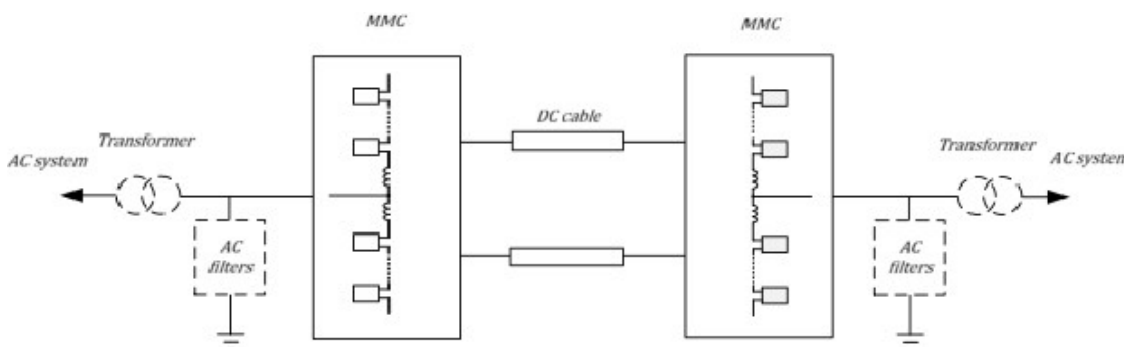 MMC
MMC
DC cable
Transformer
Transformer
AC system
AC system
AC
filters
AC
filters